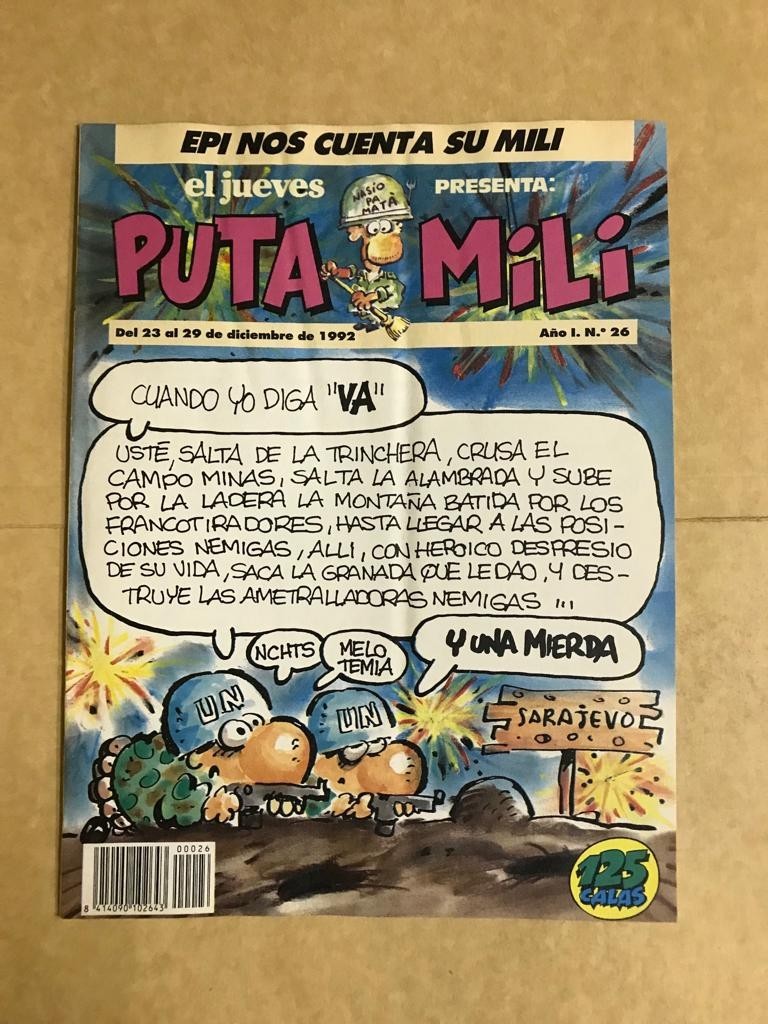 EPI NOS CUENTA SU MILI
el jueves
PRESENTA:
NASIO
PA
MATÀ
PUTA MiLi
Del 23 al 29 de diciembre de 1992
Año I. N.º 26
CUANDO YO DIGA "VA"
USTÉ, SALTA DE LA TRINCHERA, CRUSA EL
CAMPO MINAS, SALTA LA ALAMBRADA Y SUBE
POR LA LADERA LA MONTAÑA BATIDA POR LOS
FRANCOTIRADORES, HASTA LLEGAR A LAS POSI-
CIONES NEMIGAS, ALLI, CON HEROICO DESPRESIO
DE SU VIDA, SACA LA GRANADA QUE LE DAO, Y DES-
TRUYE LAS AMETRALLADORAS NEMIGAS ...
NCHTS
MELO
TEMIA
Y UNA MIERDA
UN
UN
SARAJEVO
00026
8 414090 102643
125
CALAS